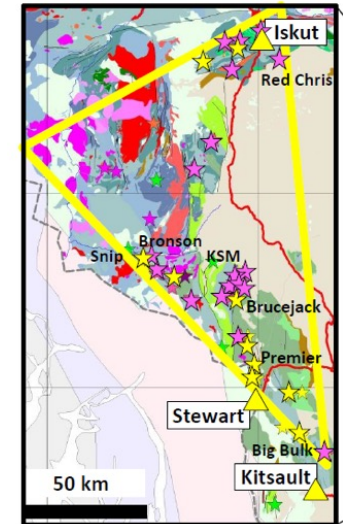 Iskut
Red Chris
Bronson
Snip
KSM
Brucejack
Premier
Stewart
Big Bulk
50 km
Kitsault